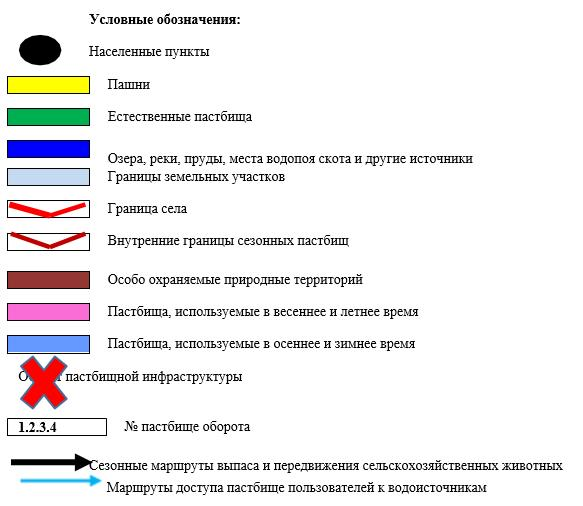 Условные обозначения:
Населенные пункты
Пашни
Естественные пастбища
Озера, реки, пруды, места водопоя скота и другие источники
Границы земельных участков
Граница села
Внутренние границы сезонных пастбищ
Особо охраняемые природные территорий
Пастбища, используемые в весеннее и летнее время
Пастбища, используемые в осеннее и зимнее время
пастбищной инфраструктуры
1.2.3.4 № пастбище оборота
Сезонные маршруты выпаса и передвижения сельскохозяйственных животных
Маршруты доступа пастбище пользователей к водоисточникам